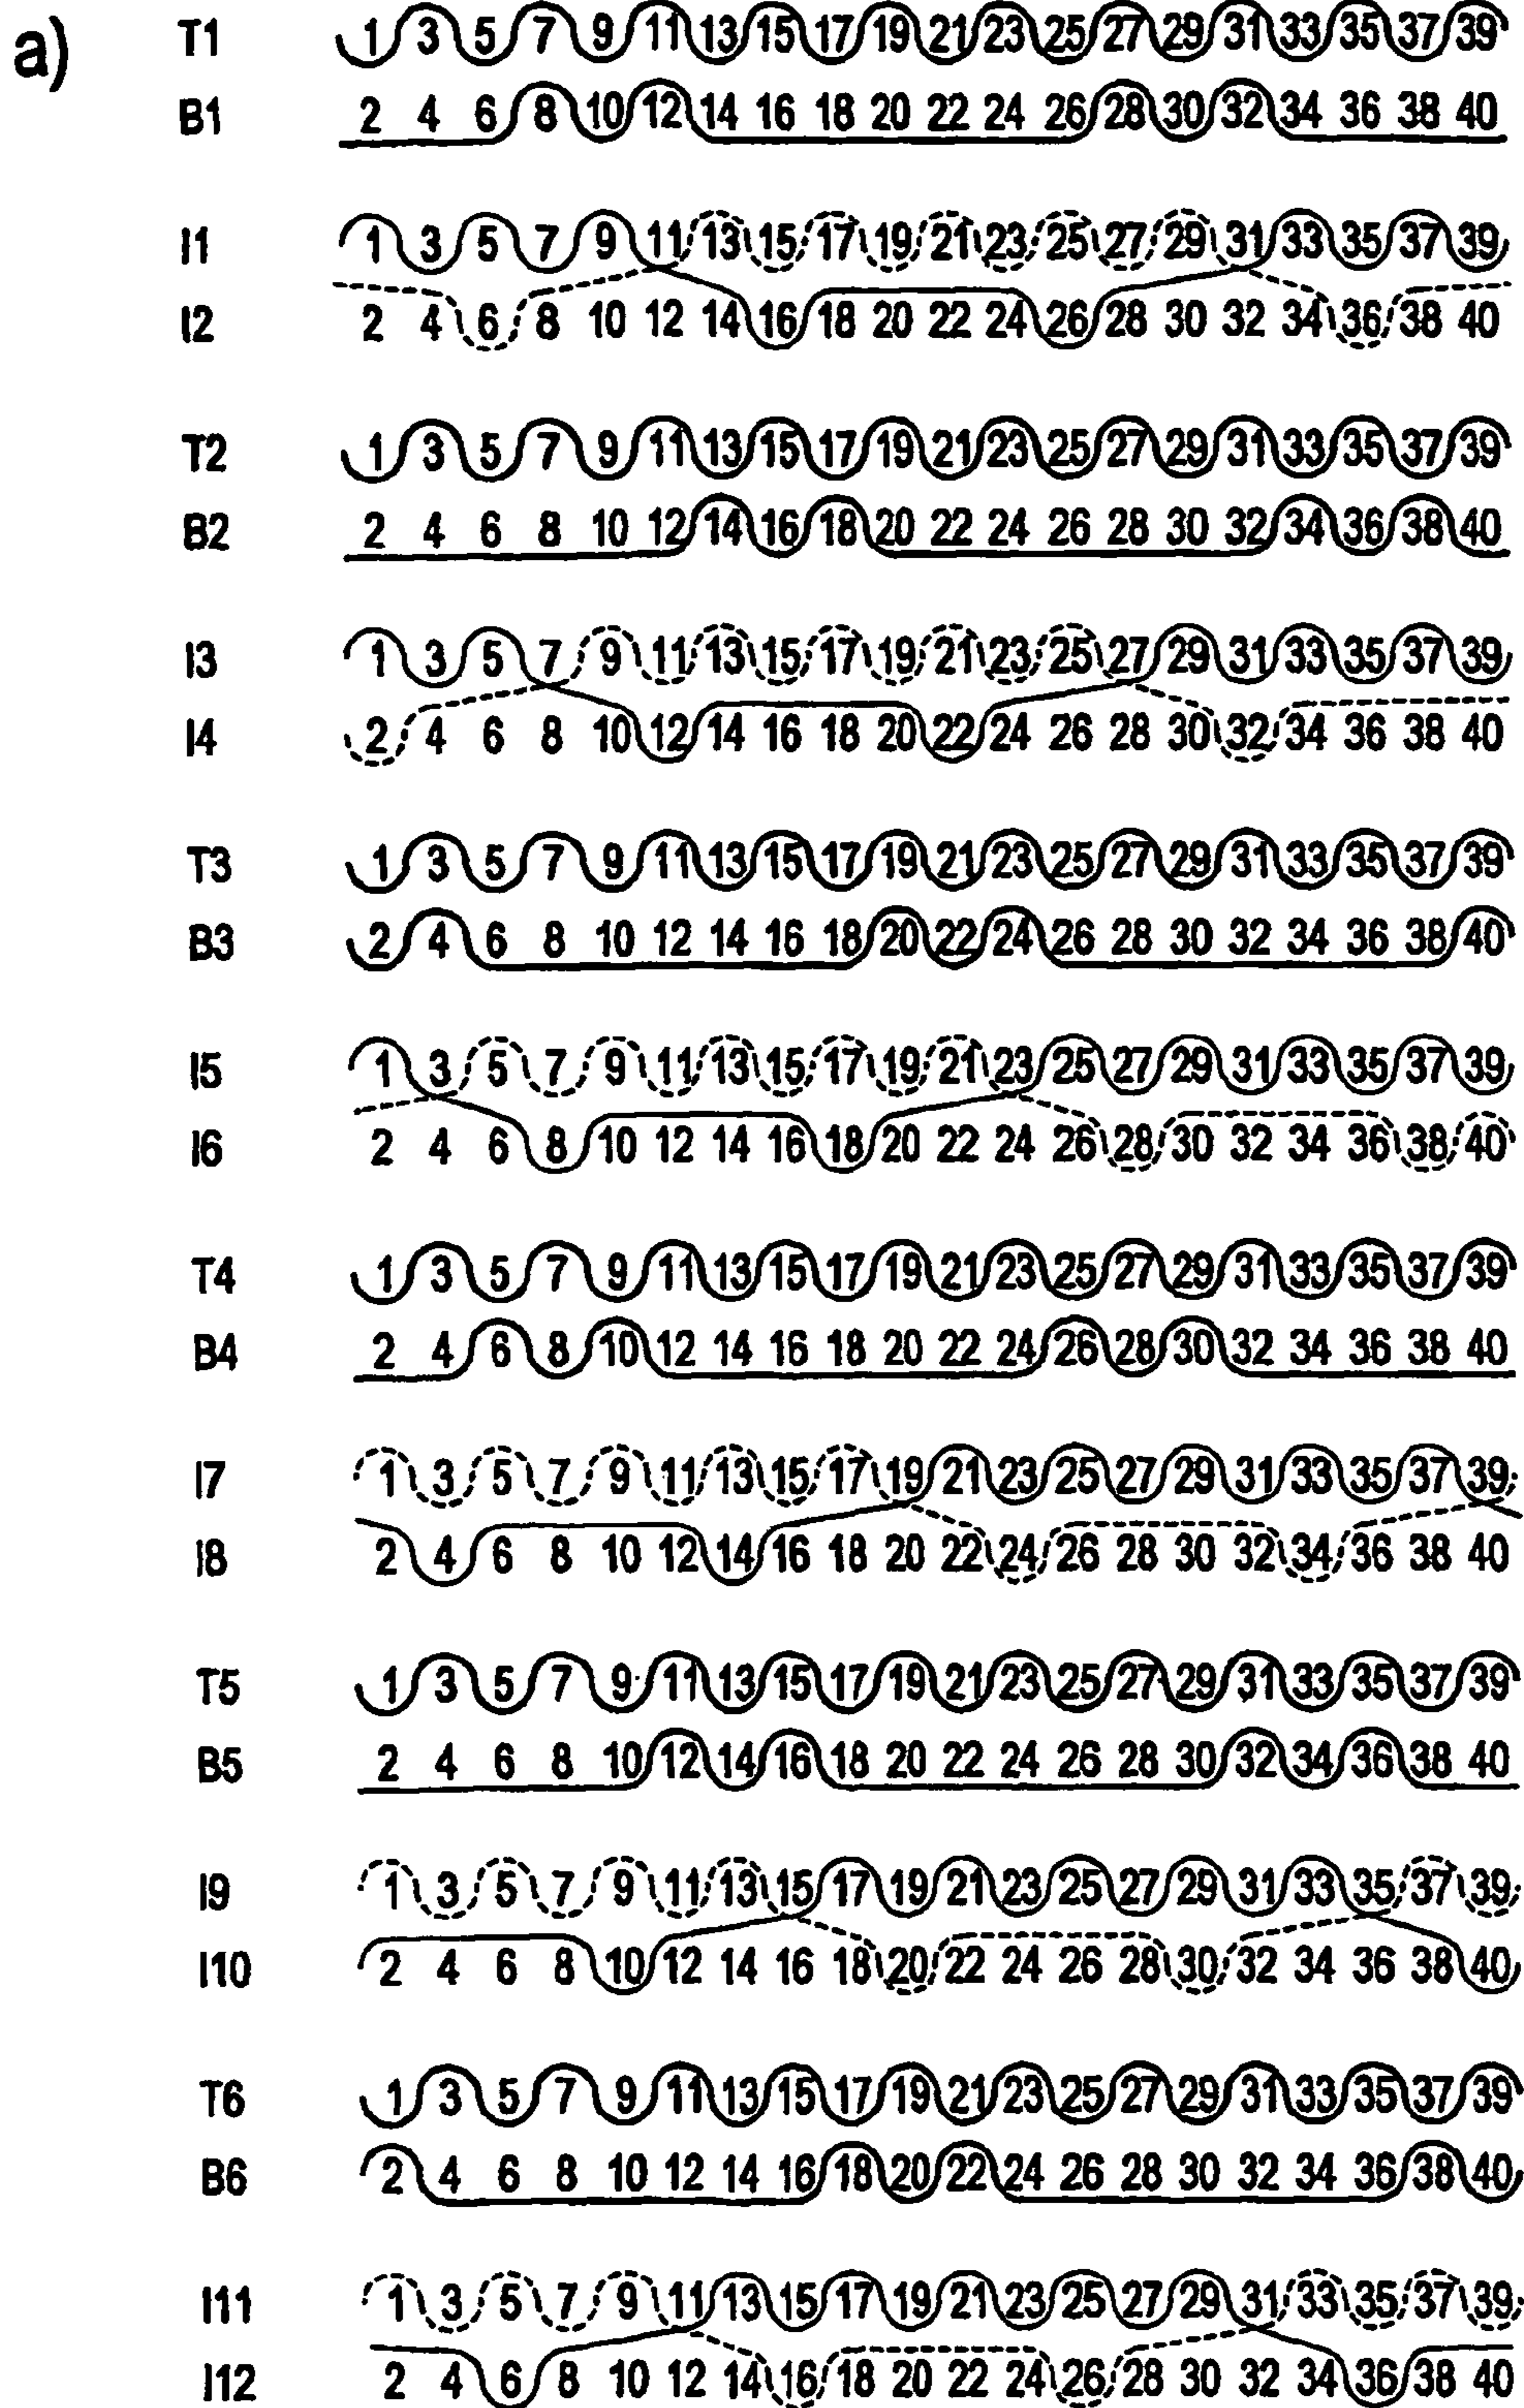 a) T1 1 3 5 7 9 11 13 15 17 19 21 23 25 27 29 31 33 35 37 39
B1 2 4 6 8 10 12 14 16 18 20 22 24 26 28 30 32 34 36 38 40
I1 1 3 5 7 9 11 13 15 17 19 21 23 25 27 29 31 33 35 37 39
I2 2 4 6 8 10 12 14 16 18 20 22 24 26 28 30 32 34 36 38 40
T2 1 3 5 7 9 11 13 15 17 19 21 23 25 27 29 31 33 35 37 39
B2 2 4 6 8 10 12 14 16 18 20 22 24 26 28 30 32 34 36 38 40
I3 1 3 5 7 9 11 13 15 17 19 21 23 25 27 29 31 33 35 37 39
I4 2 4 6 8 10 12 14 16 18 20 22 24 26 28 30 32 34 36 38 40
T3 1 3 5 7 9 11 13 15 17 19 21 23 25 27 29 31 33 35 37 39
B3 2 4 6 8 10 12 14 16 18 20 22 24 26 28 30 32 34 36 38 40
I5 1 3 5 7 9 11 13 15 17 19 21 23 25 27 29 31 33 35 37 39
I6 2 4 6 8 10 12 14 16 18 20 22 24 26 28 30 32 34 36 38 40
T4 1 3 5 7 9 11 13 15 17 19 21 23 25 27 29 31 33 35 37 39
B4 2 4 6 8 10 12 14 16 18 20 22 24 26 28 30 32 34 36 38 40
I7 1 3 5 7 9 11 13 15 17 19 21 23 25 27 29 31 33 35 37 39
I8 2 4 6 8 10 12 14 16 18 20 22 24 26 28 30 32 34 36 38 40
T5 1 3 5 7 9 11 13 15 17 19 21 23 25 27 29 31 33 35 37 39
B5 2 4 6 8 10 12 14 16 18 20 22 24 26 28 30 32 34 36 38 40
I9 1 3 5 7 9 11 13 15 17 19 21 23 25 27 29 31 33 35 37 39
I10 2 4 6 8 10 12 14 16 18 20 22 24 26 28 30 32 34 36 38 40
T6 1 3 5 7 9 11 13 15 17 19 21 23 25 27 29 31 33 35 37 39
B6 2 4 6 8 10 12 14 16 18 20 22 24 26 28 30 32 34 36 38 40
I11 1 3 5 7 9 11 13 15 17 19 21 23 25 27 29 31 33 35 37 39
I12 2 4 6 8 10 12 14 16 18 20 22 24 26 28 30 32 34 36 38 40